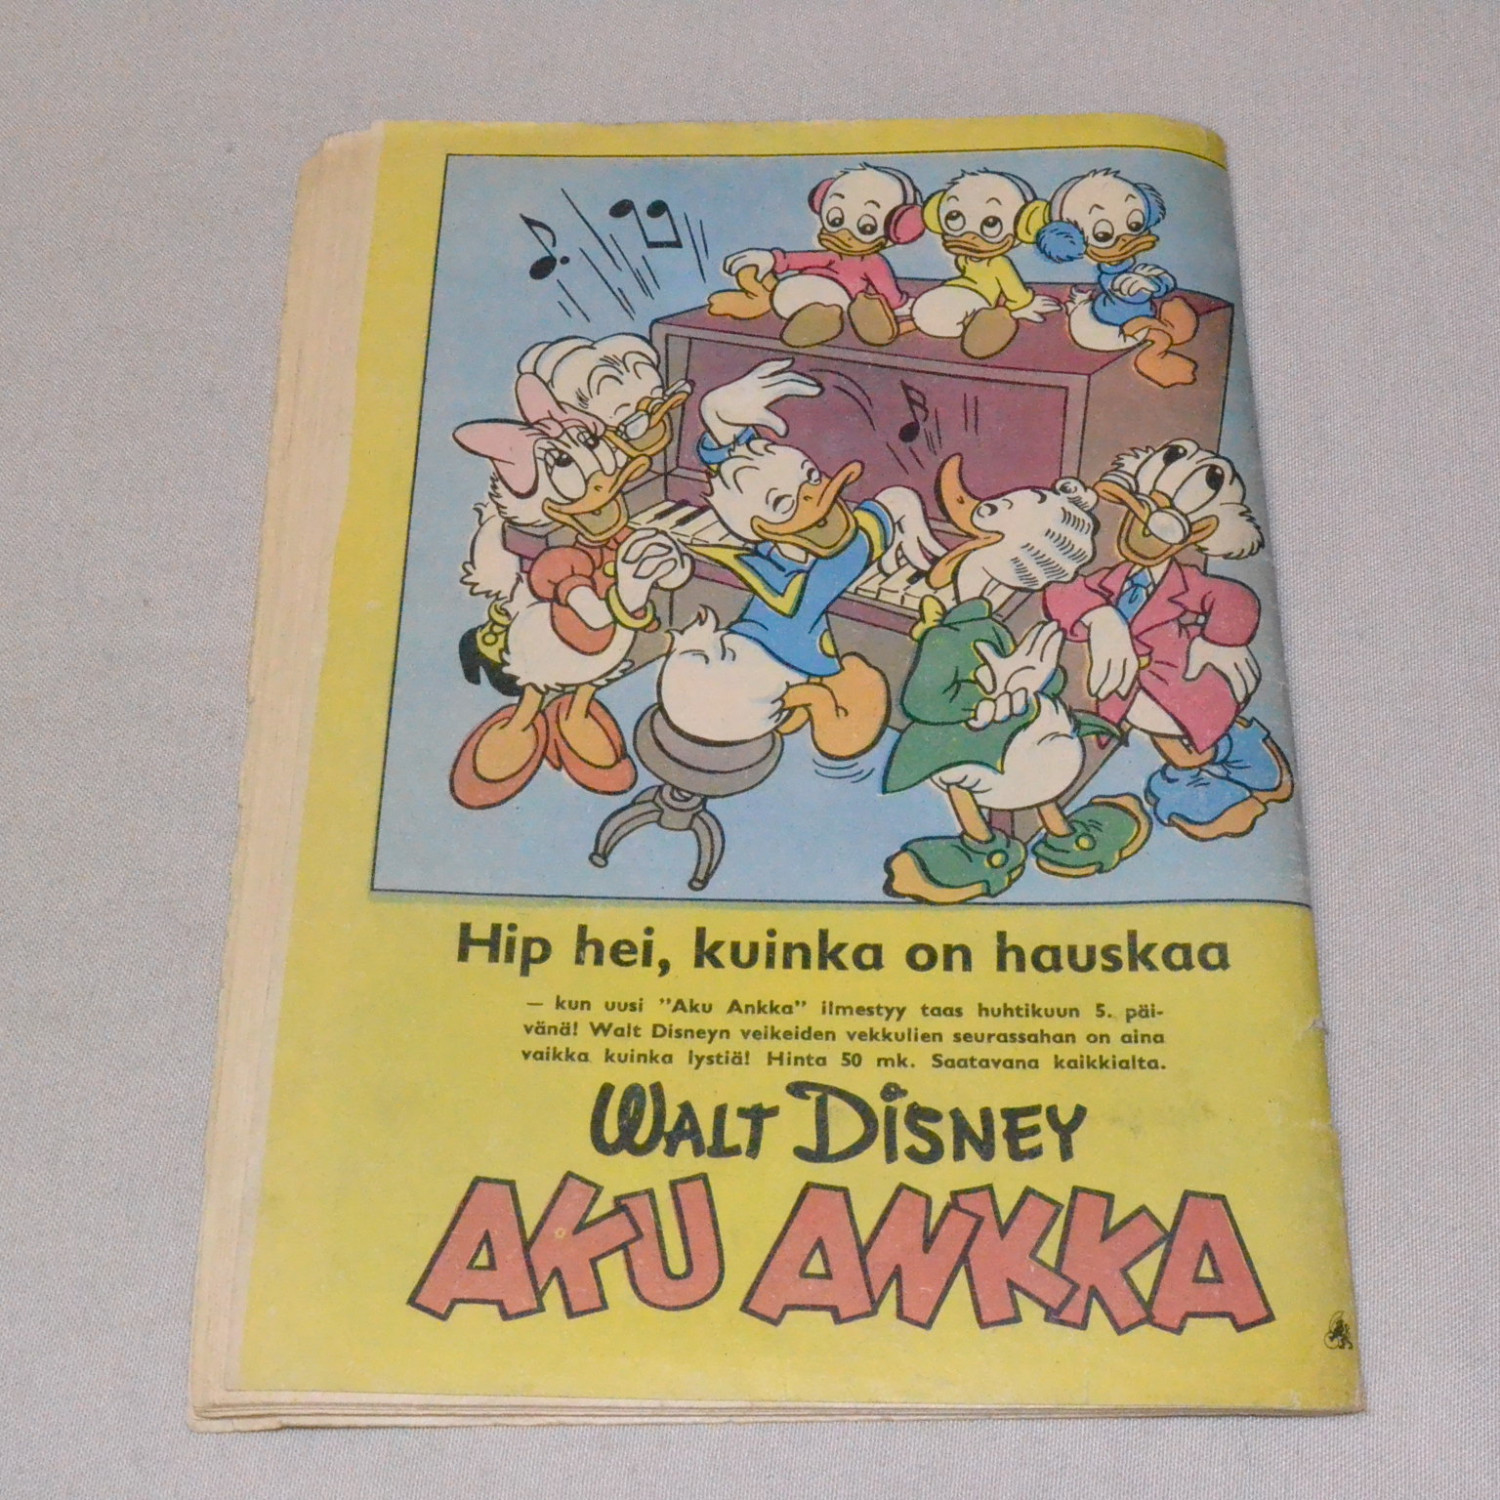 Hip hei, kuinka on hauskaa
— kun uusi ”Aku Ankka” ilmestyy taas huhtikuun 5. päi-
vänä! Walt Disneyn veikeiden vekkulien seurassahan on aina
vaikka kuinka lystiä! Hinta 50 mk. Saatavana kaikkialta.
WALT DISNEY
AKU ANKKA